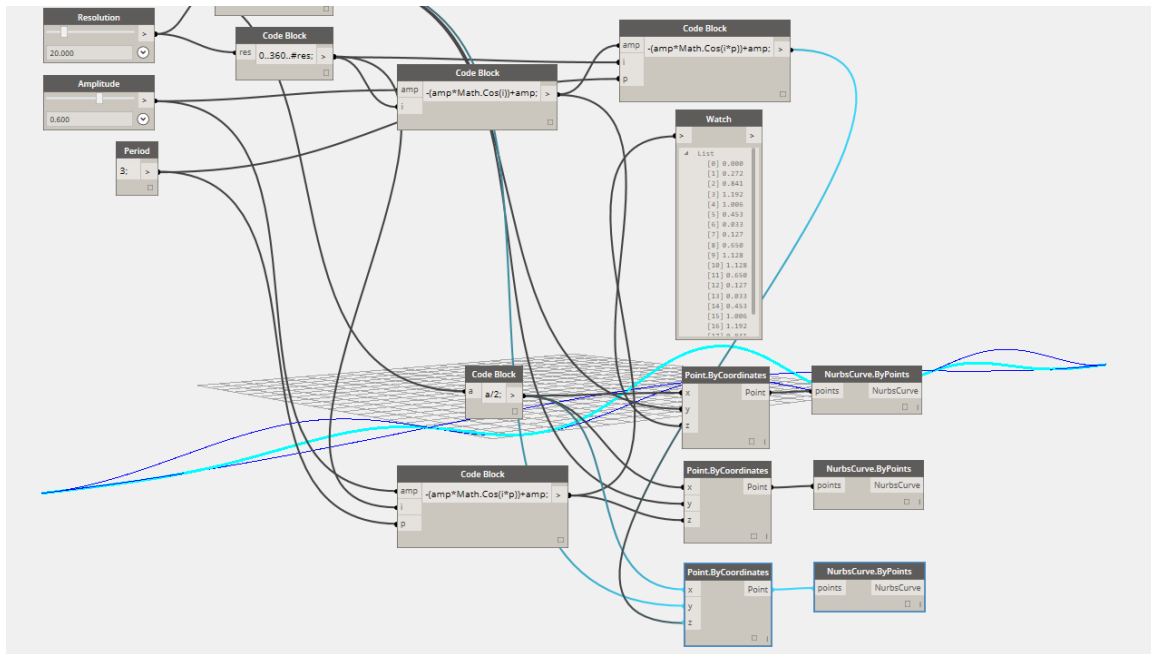 Resolution
>
20.000
Amplitude
>
0.600
Period
3; >
Code Block
res 0..360..#res; >
Code Block
amp -(amp*Math.Cos(i))+amp; >
i
Code Block
amp -(amp*Math.Cos(i*p))+amp; >
i
p
Watch
> >
List
[0] 0.000
[1] 0.272
[2] 0.841
[3] 1.192
[4] 1.006
[5] 0.453
[6] 0.033
[7] 0.127
[8] 0.650
[9] 1.128
[10] 1.128
[11] 0.650
[12] 0.127
[13] 0.033
[14] 0.453
[15] 1.006
[16] 1.192
Code Block
a a/2; >
Point.ByCoordinates
x Point
y
z
NurbsCurve.ByPoints
points NurbsCurve
Code Block
amp -(amp*Math.Cos(i*p))+amp; >
i
p
Point.ByCoordinates
x Point
y
z
NurbsCurve.ByPoints
points NurbsCurve
Point.ByCoordinates
x Point
y
z
NurbsCurve.ByPoints
points NurbsCurve